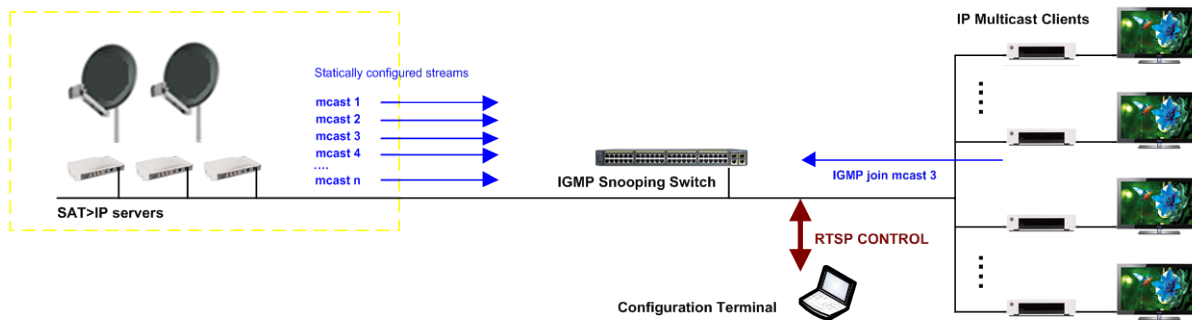 IP Multicast Clients
Statically configured streams
mcast 1
mcast 2
mcast 3
mcast 4
....
mcast n
IGMP Snooping Switch
IGMP join mcast 3
SAT>IP servers
RTSP CONTROL
Configuration Terminal